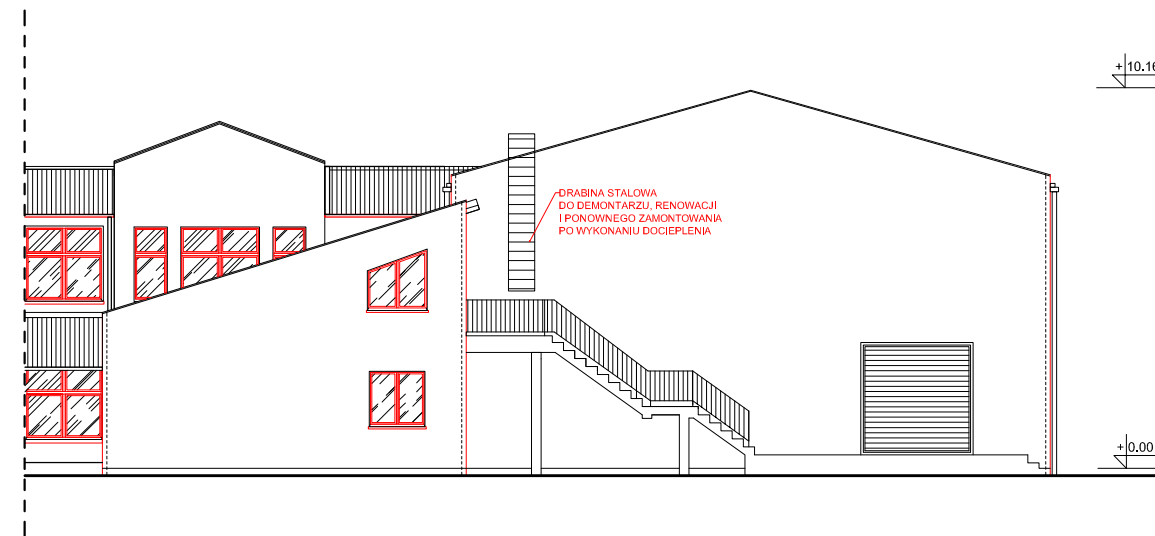 +10.16
DRABINA STALOWA
DO DEMONTARZU, RENOWACJI
I PONOWNEGO ZAMONTOWANIA
PO WYKONANIU DOCIEPLENIA
+0.00